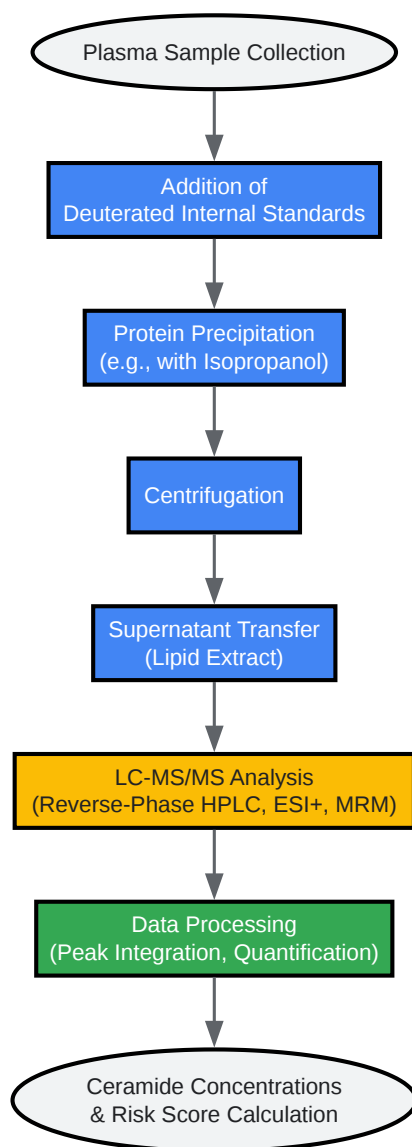 Plasma Sample Collection
Addition of
Deuterated Internal Standards
Protein Precipitation
(e.g., with Isopropanol)
Centrifugation
Supernatant Transfer
(Lipid Extract)
LC-MS/MS Analysis
(Reverse-Phase HPLC, ESI+, MRM)
Data Processing
(Peak Integration, Quantification)
Ceramide Concentrations
& Risk Score Calculation